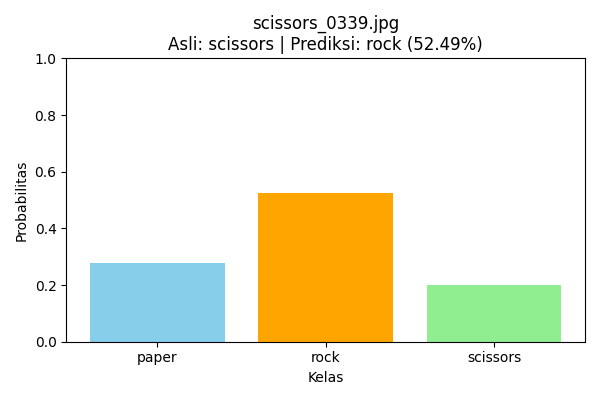 scissors_0339.jpg
Asli: scissors | Prediksi: rock (52.49%)
1.0
0.8
0.6
0.4
0.2
0.0
Probabilitas
paper rock scissors
Kelas